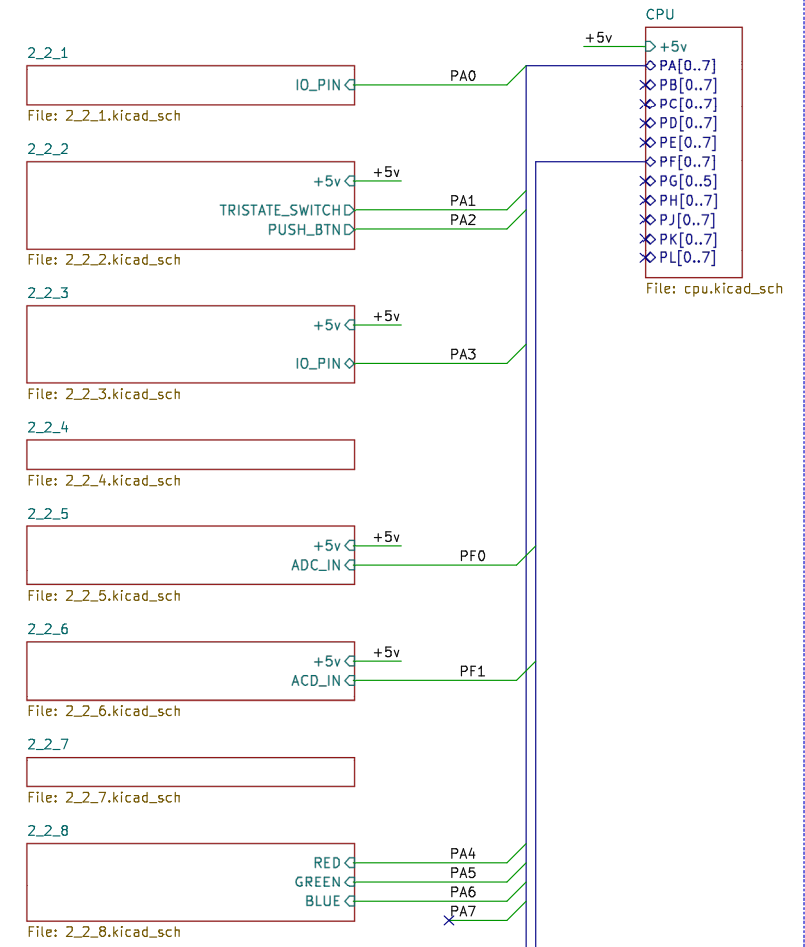 2_2_1
IO_PIN
PA0
File: 2_2_1.kicad_sch
2_2_2
+5v
+5v
TRISTATE_SWITCH
PA1
PUSH_BTN
PA2
File: 2_2_2.kicad_sch
2_2_3
+5v
+5v
IO_PIN
PA3
File: 2_2_3.kicad_sch
2_2_4
File: 2_2_4.kicad_sch
2_2_5
+5v
+5v
ADC_IN
PF0
File: 2_2_5.kicad_sch
2_2_6
+5v
+5v
ACD_IN
PF1
File: 2_2_6.kicad_sch
2_2_7
File: 2_2_7.kicad_sch
2_2_8
RED
PA4
GREEN
PA5
BLUE
PA6
PA7
File: 2_2_8.kicad_sch
CPU
+5v
+5v
PA[0..7]
PB[0..7]
PC[0..7]
PD[0..7]
PE[0..7]
PF[0..7]
PG[0..5]
PH[0..7]
PJ[0..7]
PK[0..7]
PL[0..7]
File: cpu.kicad_sch